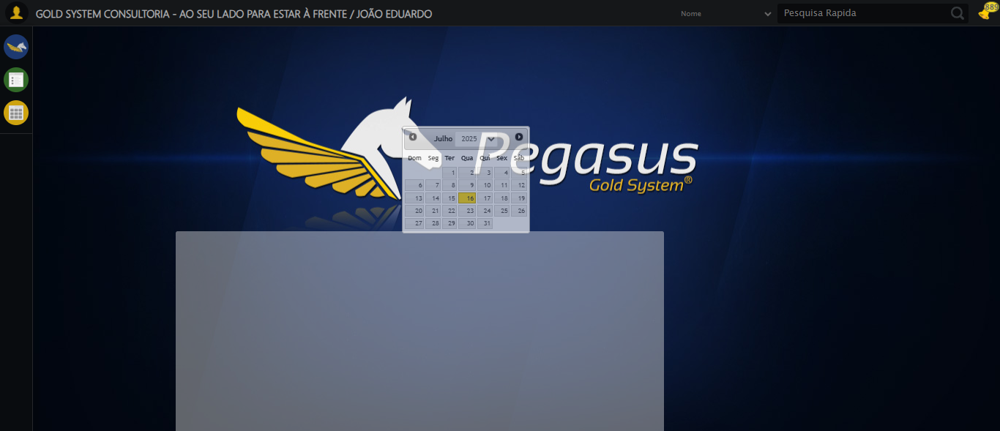 GOLD SYSTEM CONSULTORIA - AO SEU LADO PARA ESTAR À FRENTE / JOÃO EDUARDO
Nome
Pesquisa Rapida
889
Julho 2025
Pegasus
Gold System®
Dom Seg Ter Qua Qui Sex Sáb
1 2 3 4 5
6 7 8 9 10 11 12
13 14 15 16 17 18 19
20 21 22 23 24 25 26
27 28 29 30 31